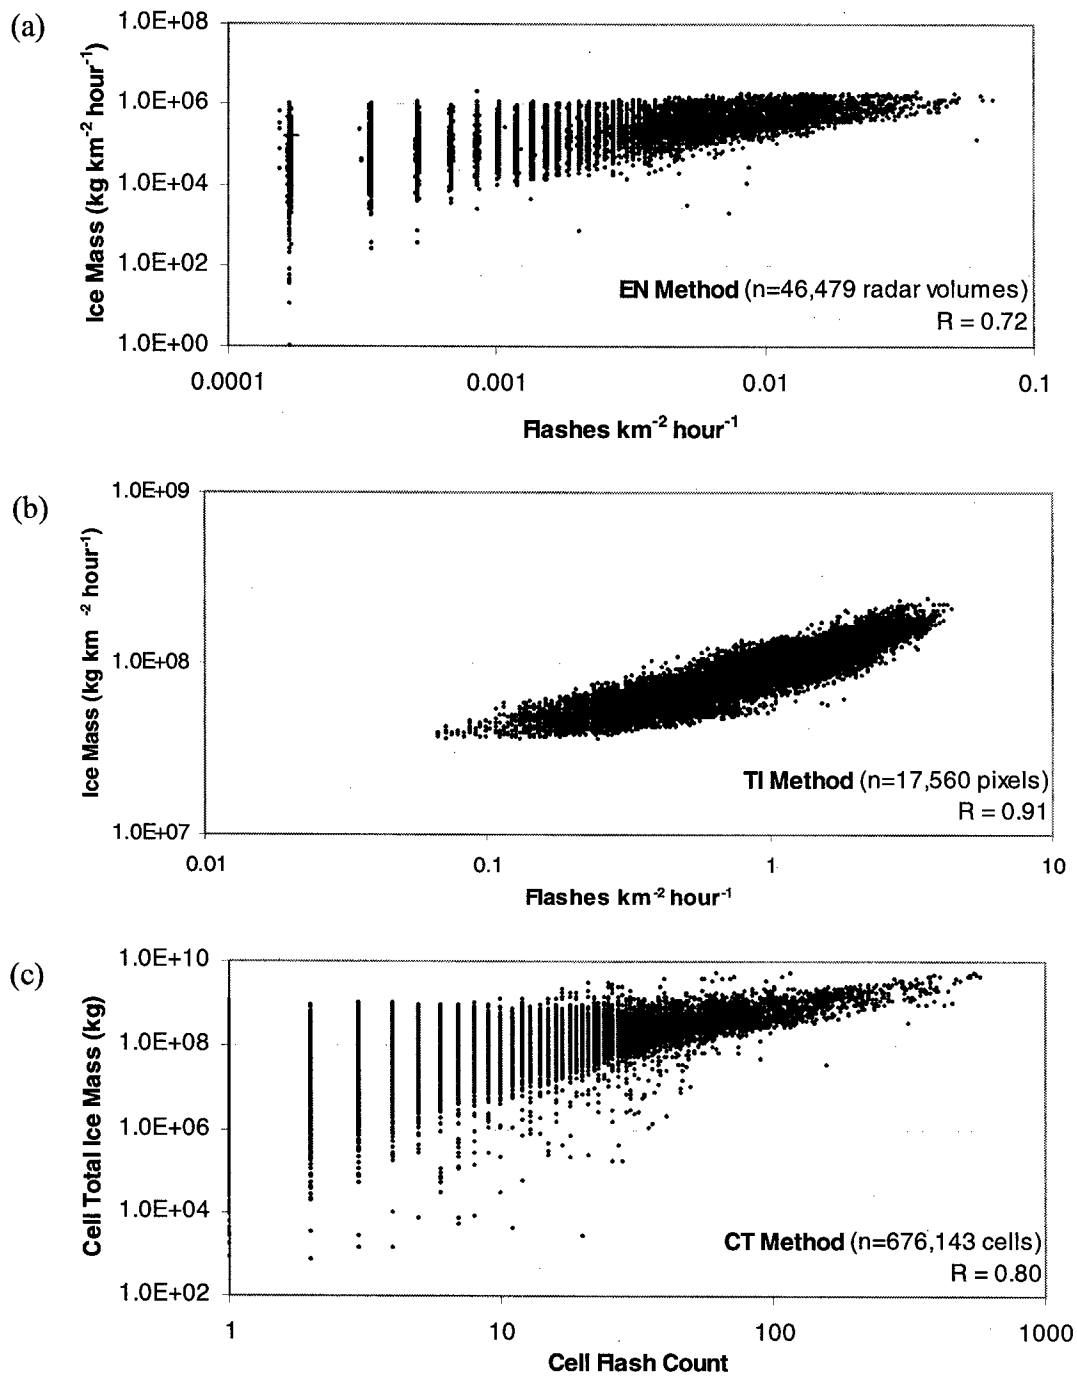 (a)
1.0E+08
1.0E+06
1.0E+04
1.0E+02
1.0E+00
Ice Mass (kg km⁻² hour⁻¹)
EN Method (n=46,479 radar volumes)
R = 0.72
0.0001 0.001 0.01 0.1
Flashes km⁻² hour⁻¹
(b)
1.0E+09
1.0E+08
1.0E+07
Ice Mass (kg km ⁻² hour⁻¹)
TI Method (n=17,560 pixels)
R = 0.91
0.01 0.1 1 10
Flashes km⁻² hour⁻¹
(c)
1.0E+10
1.0E+08
1.0E+06
1.0E+04
1.0E+02
Cell Total Ice Mass (kg)
CT Method (n=676,143 cells)
R = 0.80
1 10 100 1000
Cell Flash Count